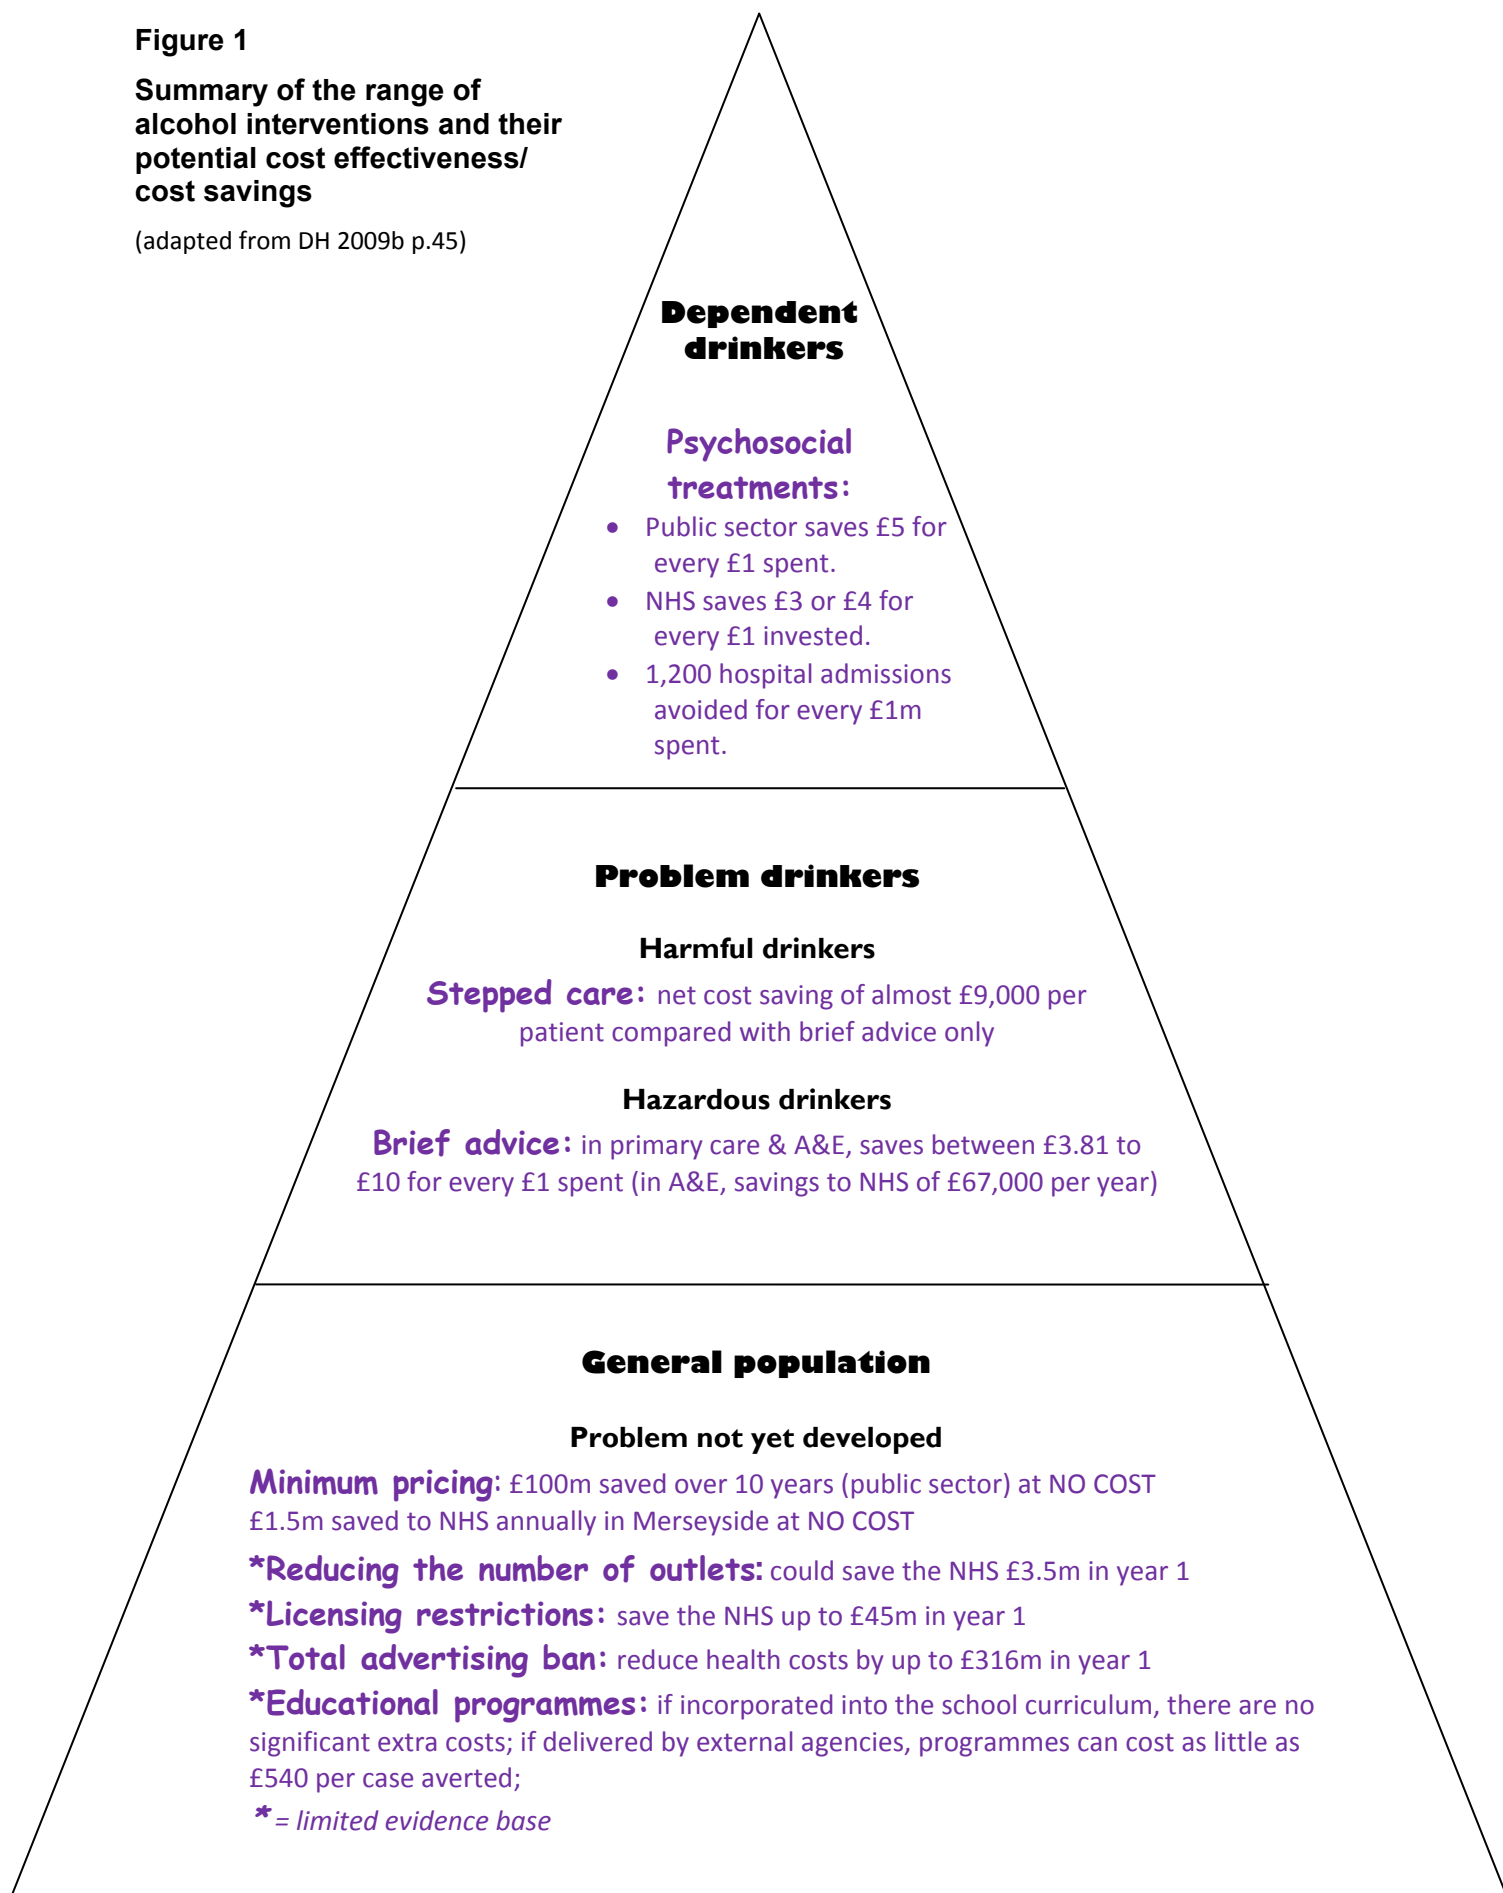 Figure 1
Summary of the range of
alcohol interventions and their
potential cost effectiveness/
cost savings
(adapted from DH 2009b p.45)
Dependent
drinkers
Psychosocial
treatments:
• Public sector saves £5 for
every £1 spent.
• NHS saves £3 or £4 for
every £1 invested.
• 1,200 hospital admissions
avoided for every £1m
spent.
Problem drinkers
Harmful drinkers
Stepped care: net cost saving of almost £9,000 per
patient compared with brief advice only
Hazardous drinkers
Brief advice: in primary care & A&E, saves between £3.81 to
£10 for every £1 spent (in A&E, savings to NHS of £67,000 per year)
General population
Problem not yet developed
Minimum pricing: £100m saved over 10 years (public sector) at NO COST
£1.5m saved to NHS annually in Merseyside at NO COST
*Reducing the number of outlets: could save the NHS £3.5m in year 1
*Licensing restrictions: save the NHS up to £45m in year 1
*Total advertising ban: reduce health costs by up to £316m in year 1
*Educational programmes: if incorporated into the school curriculum, there are no
significant extra costs; if delivered by external agencies, programmes can cost as little as
£540 per case averted;
* = limited evidence base